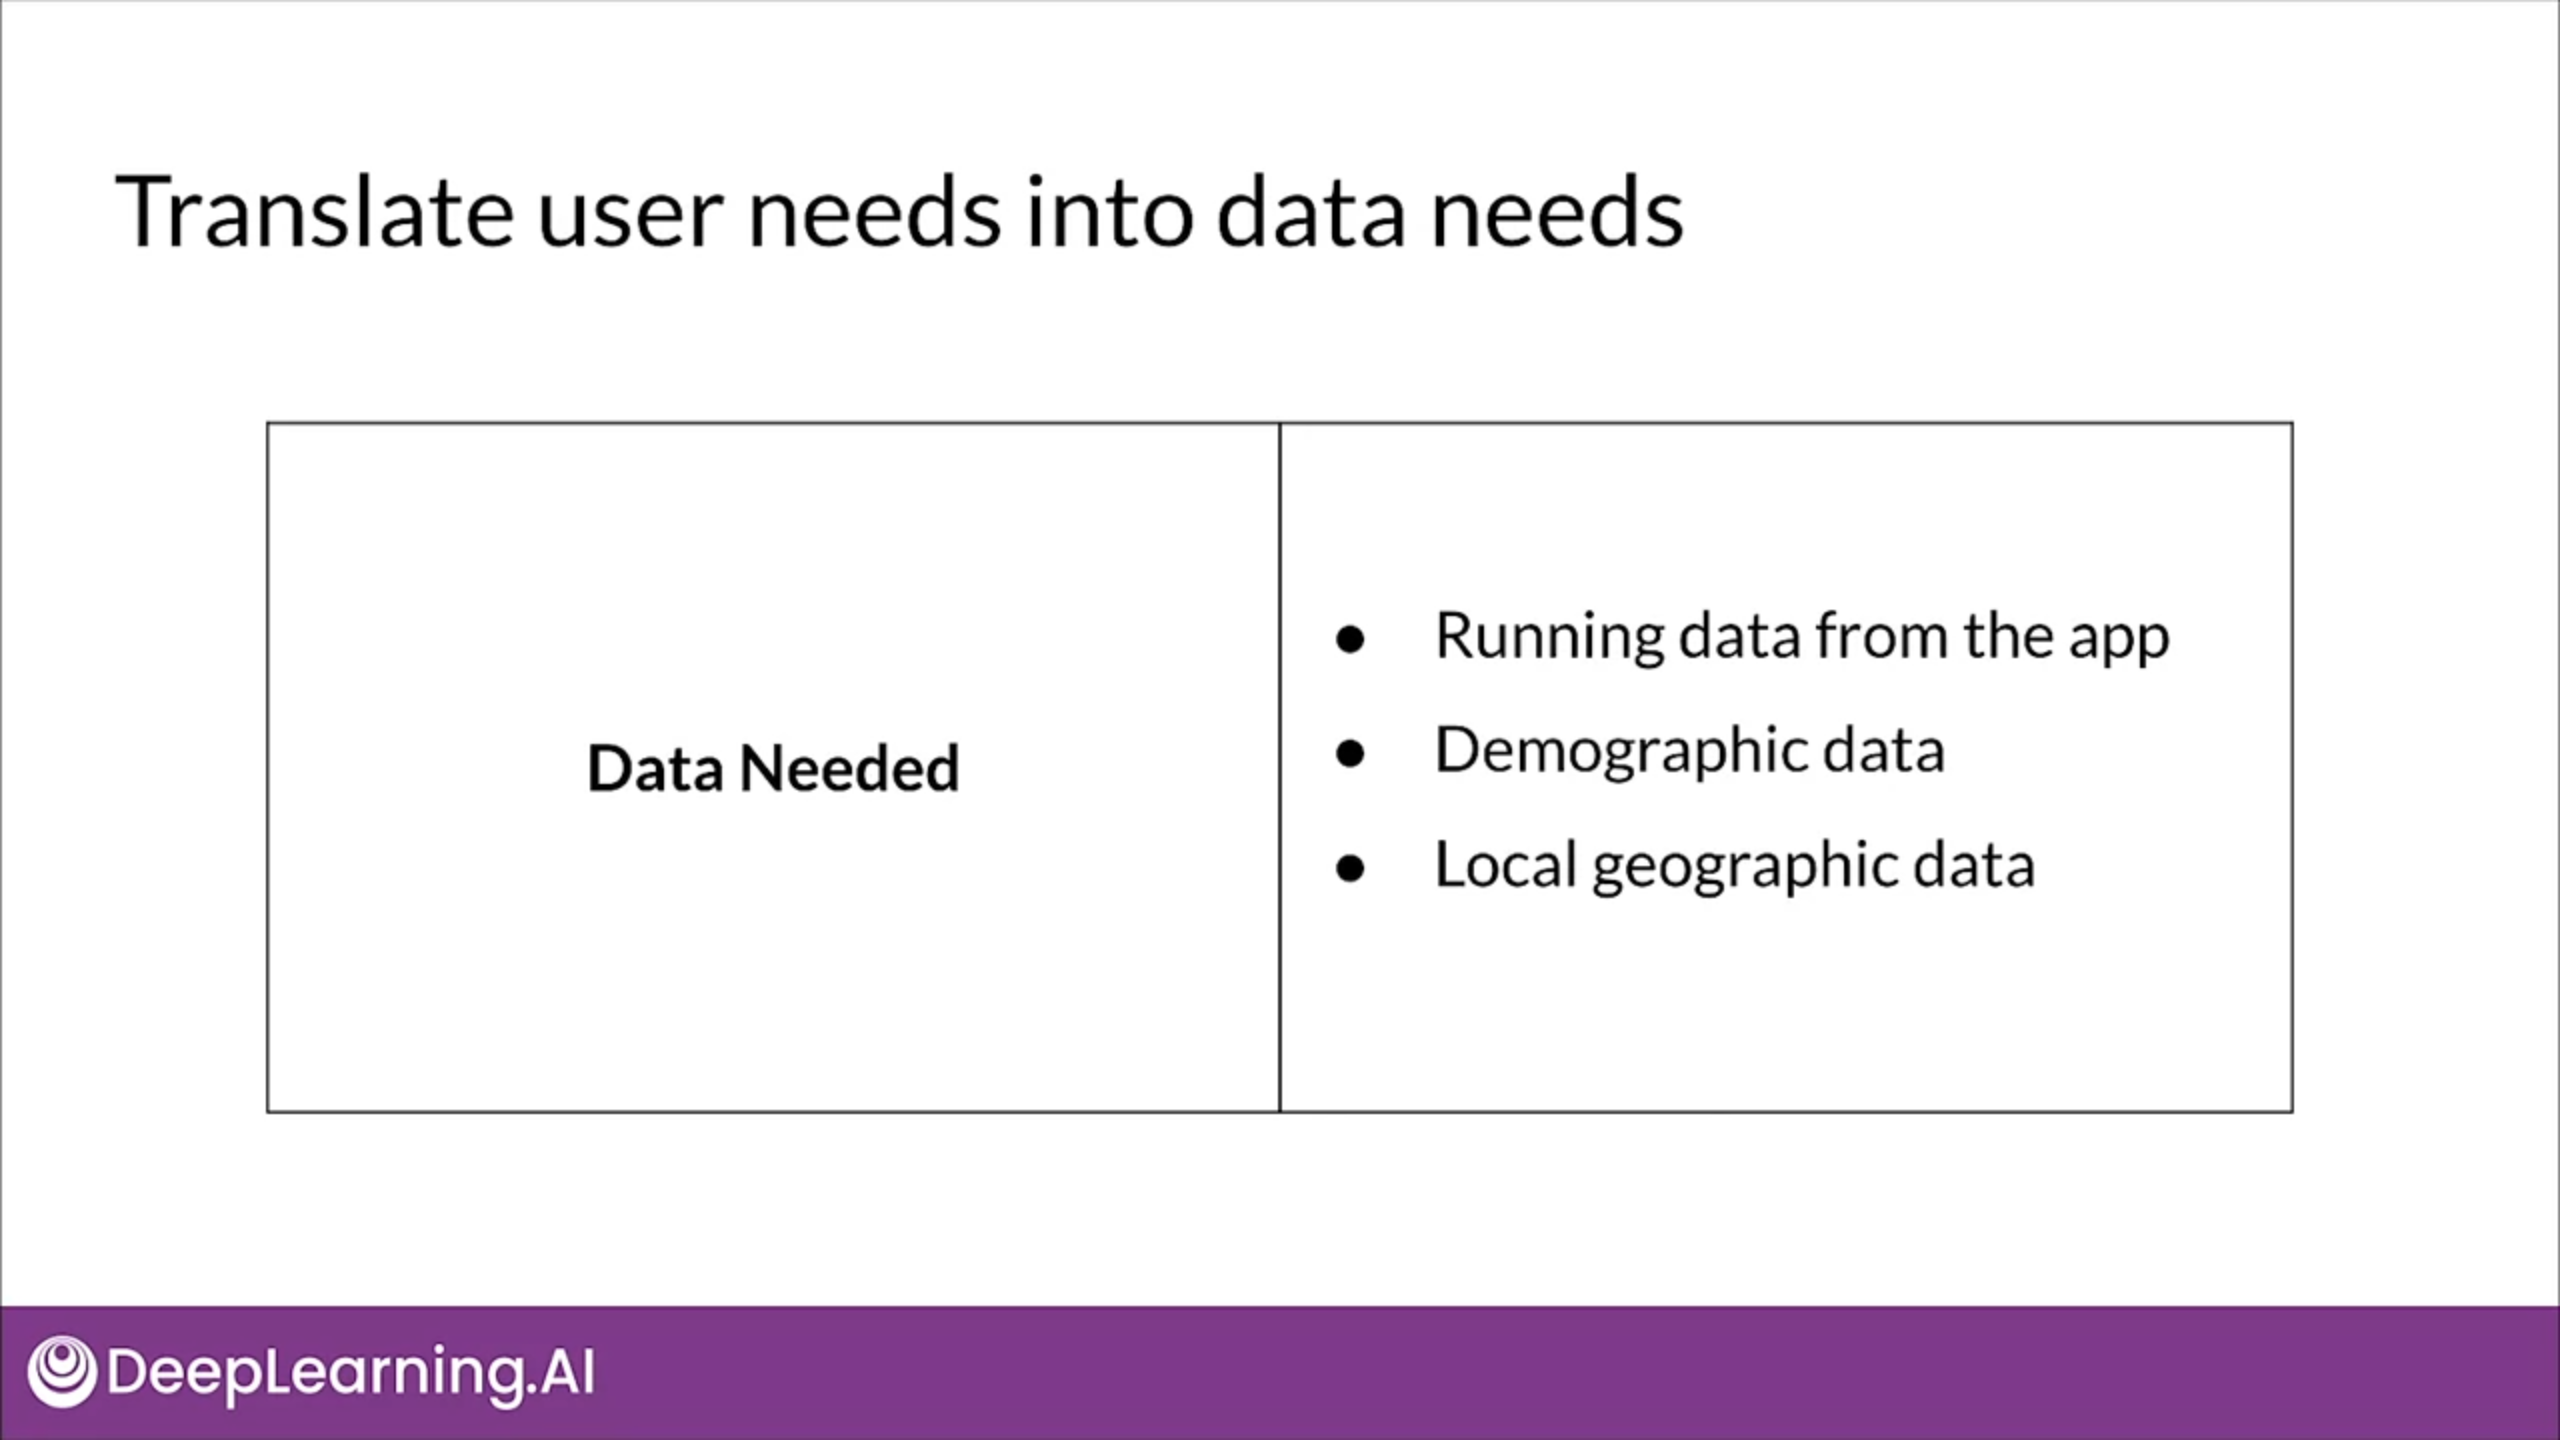 Translate user needs into data needs
Data Needed
● Running data from the app
● Demographic data
● Local geographic data
DeepLearning.AI